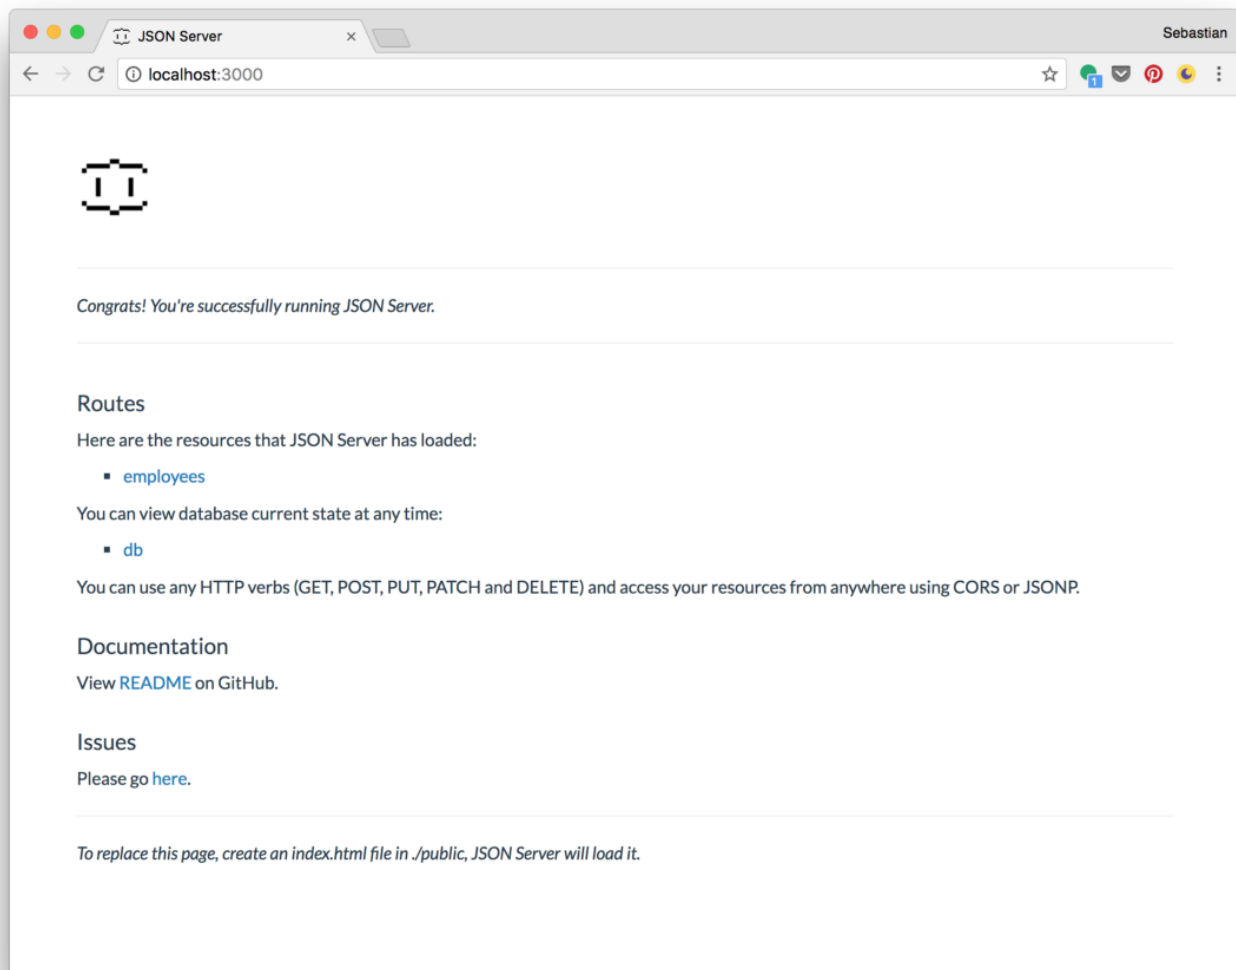 JSON Server
Sebastian
localhost:3000
1
Congrats! You're successfully running JSON Server.
Routes
Here are the resources that JSON Server has loaded:
employees
You can view database current state at any time:
db
You can use any HTTP verbs (GET, POST, PUT, PATCH and DELETE) and access your resources from anywhere using CORS or JSONP.
Documentation
View README on GitHub.
Issues
Please go here.
To replace this page, create an index.html file in ./public, JSON Server will load it.